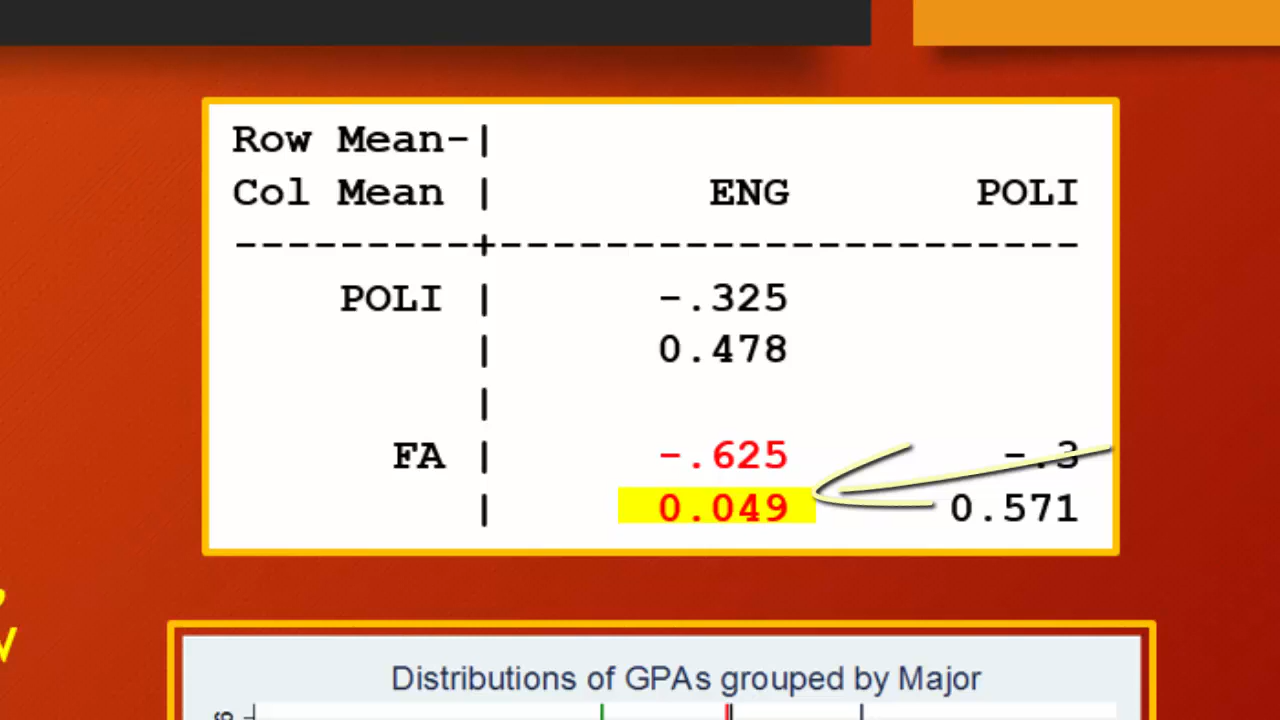 Row Mean-|
Col Mean | ENG POLI
---------+----------------------
POLI | -.325
| 0.478
|
FA | -.625 -.3
| 0.049 0.571
Distributions of GPAs grouped by Major